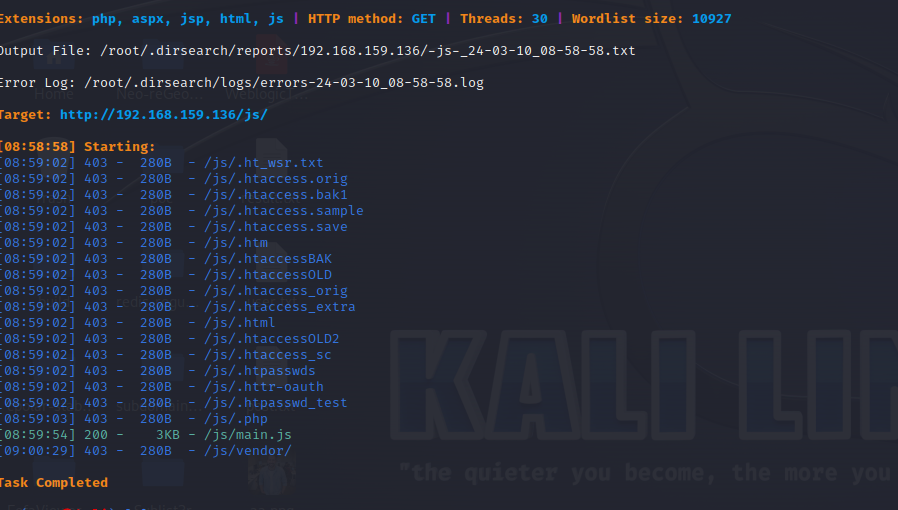 Extensions: php, aspx, jsp, html, js | HTTP method: GET | Threads: 30 | Wordlist size: 10927
Output File: /root/.dirsearch/reports/192.168.159.136/-js-_24-03-10_08-58-58.txt
Error Log: /root/.dirsearch/logs/errors-24-03-10_08-58-58.log
Target: http://192.168.159.136/js/
[08:58:58] Starting:
[08:59:02] 403 -  280B  - /js/.ht_wsr.txt
[08:59:02] 403 -  280B  - /js/.htaccess.orig
[08:59:02] 403 -  280B  - /js/.htaccess.bak1
[08:59:02] 403 -  280B  - /js/.htaccess.sample
[08:59:02] 403 -  280B  - /js/.htaccess.save
[08:59:02] 403 -  280B  - /js/.htm
[08:59:02] 403 -  280B  - /js/.htaccessBAK
[08:59:02] 403 -  280B  - /js/.htaccessOLD
[08:59:02] 403 -  280B  - /js/.htaccess_orig
[08:59:02] 403 -  280B  - /js/.htaccess_extra
[08:59:02] 403 -  280B  - /js/.html
[08:59:02] 403 -  280B  - /js/.htaccessOLD2
[08:59:02] 403 -  280B  - /js/.htaccess_sc
[08:59:02] 403 -  280B  - /js/.htpasswds
[08:59:02] 403 -  280B  - /js/.httr-oauth
[08:59:02] 403 -  280B  - /js/.htpasswd_test
[08:59:03] 403 -  280B  - /js/.php
[08:59:54] 200 -    3KB - /js/main.js
[09:00:29] 403 -  280B  - /js/vendor/
Task Completed
KALI LIN
"the quieter you become, the more you